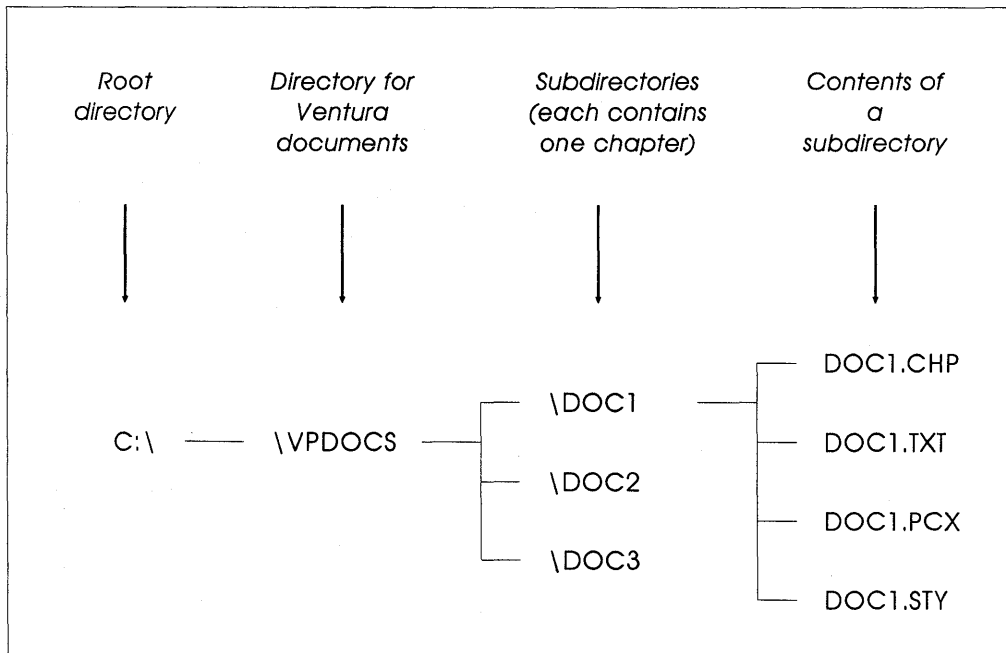 Root
directory
Directory for
Ventura
documents
Subdirectories
(each contains
one chapter)
Contents of
a
subdirectory
C:\
\VPDOCS
\DOC1
\DOC2
\DOC3
DOC1.CHP
DOC1.TXT
DOC1.PCX
DOC1.STY